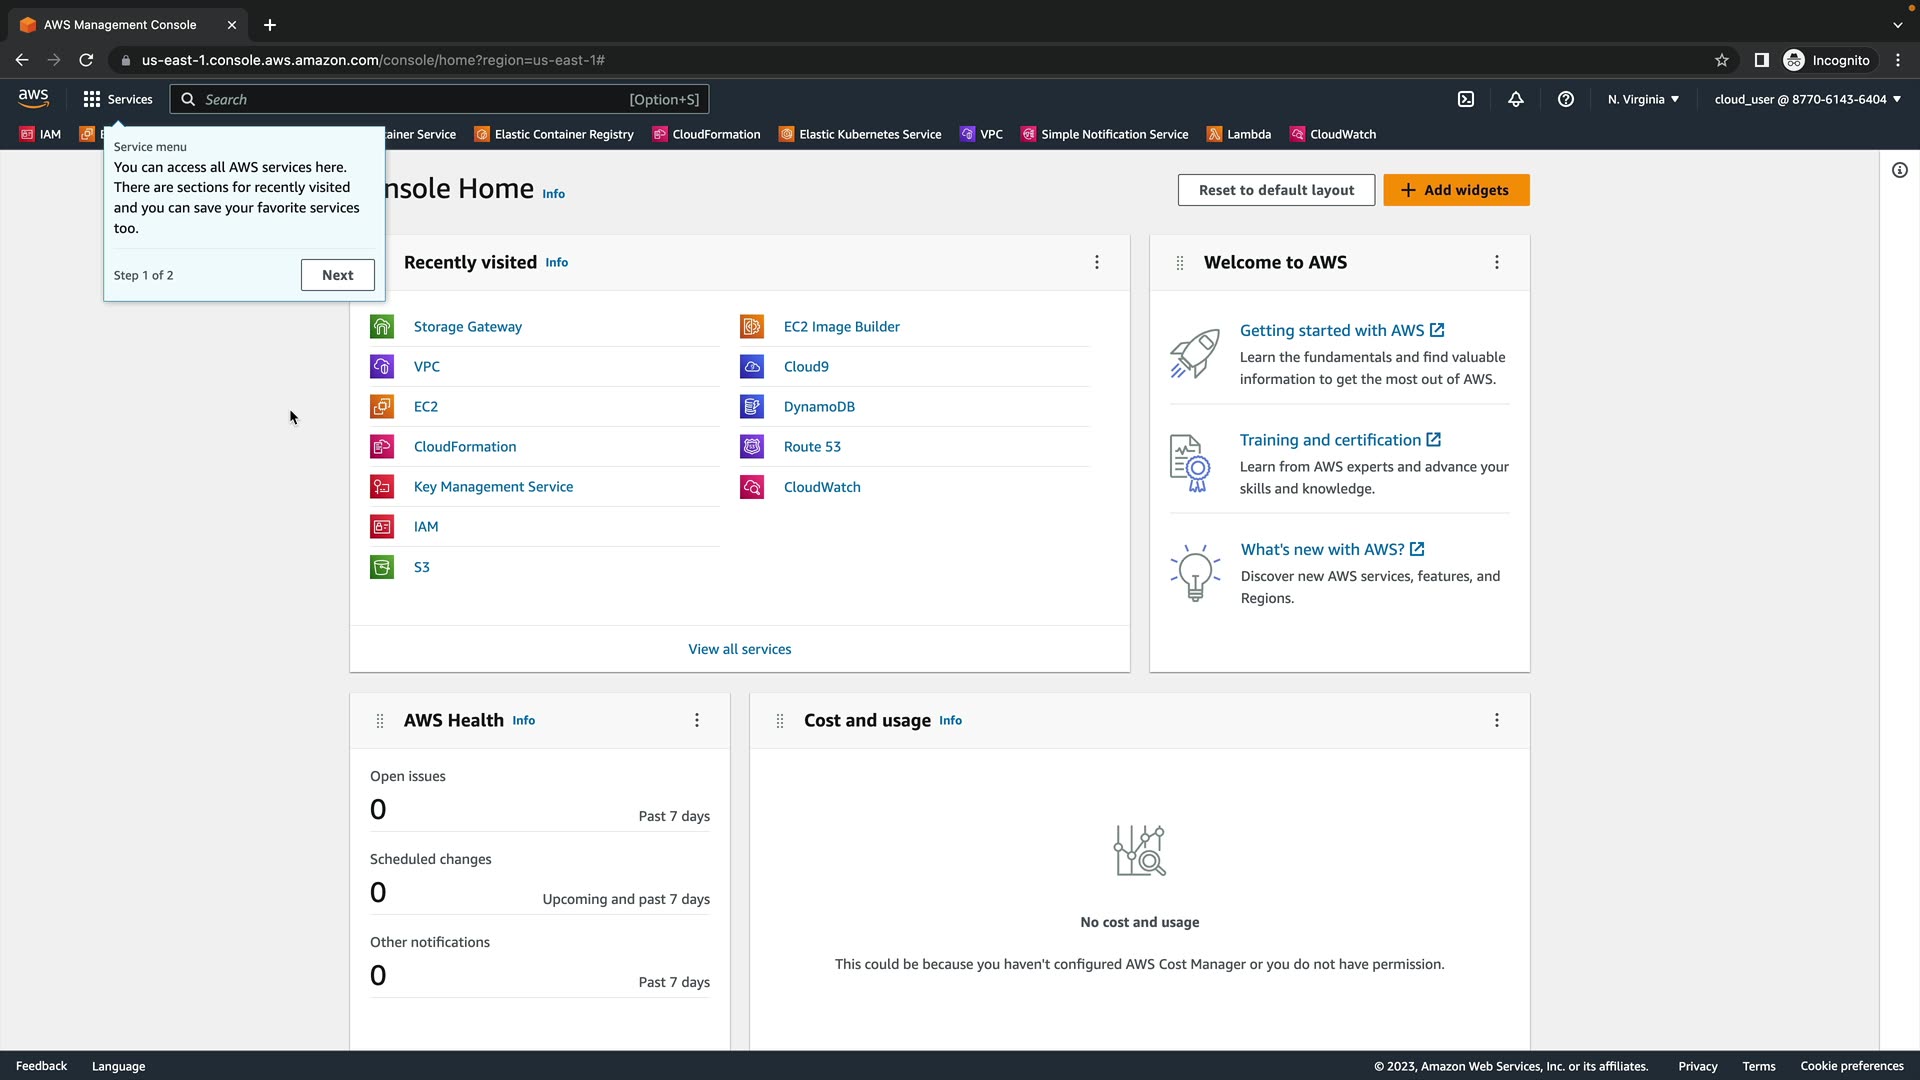 AWS Management Console
us-east-1.console.aws.amazon.com/console/home?region=us-east-1#
Incognito
aws
Services
Search
[Option+S]
N. Virginia
cloud_user @ 8770-6143-6404
IAM
E
ainer Service
Elastic Container Registry
CloudFormation
Elastic Kubernetes Service
VPC
Simple Notification Service
Lambda
CloudWatch
Service menu
You can access all AWS services here.
There are sections for recently visited
and you can save your favorite services
too.
Step 1 of 2
Next
nsole Home Info
Reset to default layout
Add widgets
Recently visited Info
Storage Gateway
VPC
EC2
CloudFormation
Key Management Service
IAM
S3
EC2 Image Builder
Cloud9
DynamoDB
Route 53
CloudWatch
View all services
Welcome to AWS
Getting started with AWS
Learn the fundamentals and find valuable
information to get the most out of AWS.
Training and certification
Learn from AWS experts and advance your
skills and knowledge.
What's new with AWS?
Discover new AWS services, features, and
Regions.
AWS Health Info
Open issues
0
Past 7 days
Scheduled changes
0
Upcoming and past 7 days
Other notifications
0
Past 7 days
Cost and usage Info
No cost and usage
This could be because you haven't configured AWS Cost Manager or you do not have permission.
Feedback
Language
© 2023, Amazon Web Services, Inc. or its affiliates.
Privacy
Terms
Cookie preferences